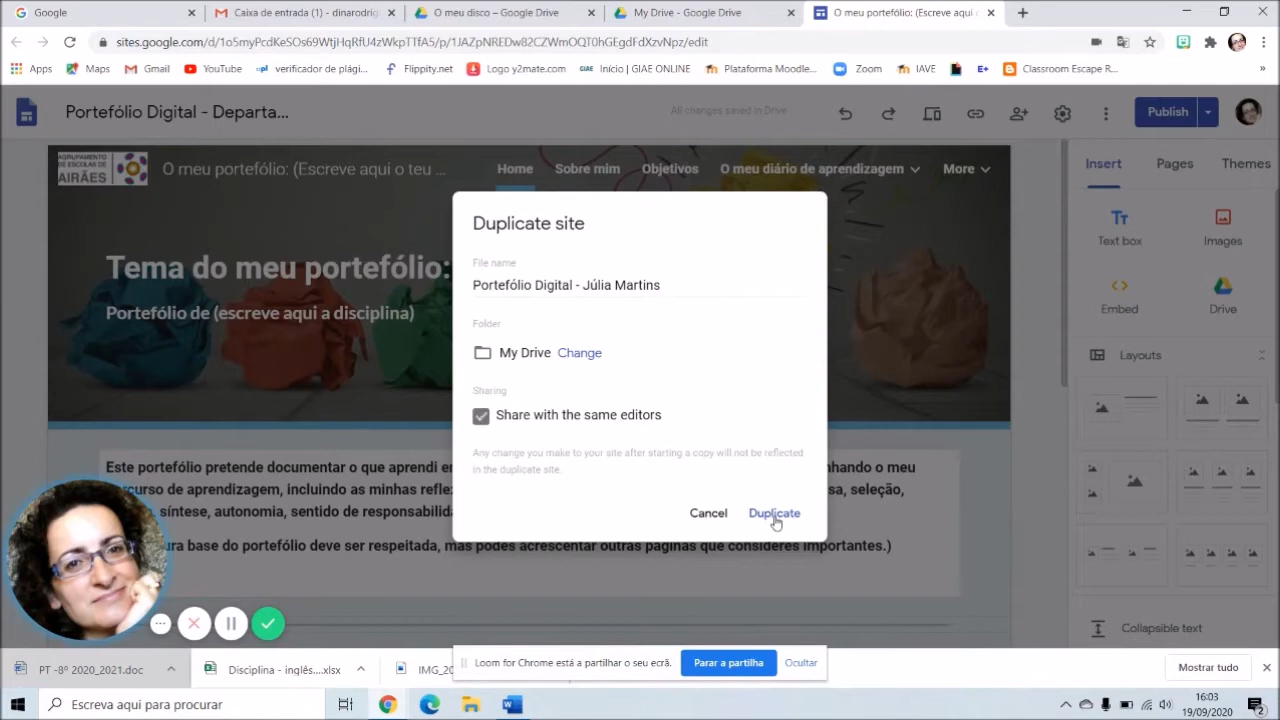 Google
Caixa de entrada (1) - dinarodrig
O meu disco – Google Drive
My Drive - Google Drive
O meu portefólio: (Escreve aqui
sites.google.com/d/1o5myPcdKeSOs69WtjHqRfU4zWkpTTfA5/p/1JAZpNREDw82CZWmOQT0hGEgdFdXzvNpz/edit
Apps
Maps
Gmail
YouTube
verificador de plági...
Flippity.net
Logo y2mate.com
Início | GIAE ONLINE
Plataforma Moodle...
Zoom
IAVE
E+
Classroom Escape R...
Portefólio Digital - Departa...
All changes saved in Drive
Publish
AGRUPAMENTO
DE ESCOLAS DE
AIRÃES
O meu portefólio: (Escreve aqui o teu ...
Home
Sobre mim
Objetivos
O meu diário de aprendizagem
More
Insert
Pages
Themes
Duplicate site
File name
Portefólio Digital - Júlia Martins
Folder
My Drive Change
Sharing
Share with the same editors
Any change you make to your site after starting a copy will not be reflected
in the duplicate site.
Cancel
Duplicate
Tema do meu portefólio:
Portefólio de (escreve aqui a disciplina)
Text box
Images
Embed
Drive
Layouts
Collapsible text
Este portefólio pretende documentar o que aprendi
nhando o meu
percurso de aprendizagem, incluindo as minhas
sa, seleção,
síntese, autonomia, sentido de
base do portefólio deve ser respeitada, mas podes acrescentar outras páginas que consideres importantes.)
PT -8º 2020_2021.doc
Disciplina - inglês....xlsx
IMG_20
Loom for Chrome está a partilhar o seu ecrã.
Parar a partilha
Ocultar
Mostrar tudo
Escreva aqui para procurar
16:03
19/09/2020
2